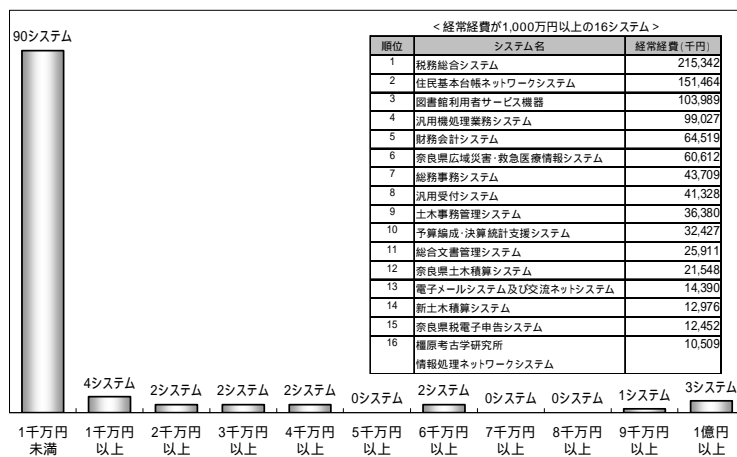 90システム
＜経常経費が1,000万円以上の16システム＞
順位 システム名 経常経費(千円)
1 税務総合システム 215,342
2 住民基本台帳ネットワークシステム 151,464
3 図書館利用者サービス機器 103,989
4 汎用機処理業務システム 99,027
5 財務会計システム 64,519
6 奈良県広域災害・救急医療情報システム 60,612
7 総務事務システム 43,709
8 汎用受付システム 41,328
9 土木事務管理システム 36,380
10 予算編成・決算統計支援システム 32,427
11 総合文書管理システム 25,911
12 奈良県土木積算システム 21,548
13 電子メールシステム及び交流ネットシステム 14,390
14 新土木積算システム 12,976
15 奈良県税電子申告システム 12,452
16 橿原考古学研究所 10,509
情報処理ネットワークシステム
4システム 2システム 2システム 2システム 0システム 2システム 0システム 0システム 1システム 3システム
1千万円 1千万円 2千万円 3千万円 4千万円 5千万円 6千万円 7千万円 8千万円 9千万円 1億円
未満 以上 以上 以上 以上 以上 以上 以上 以上 以上 以上